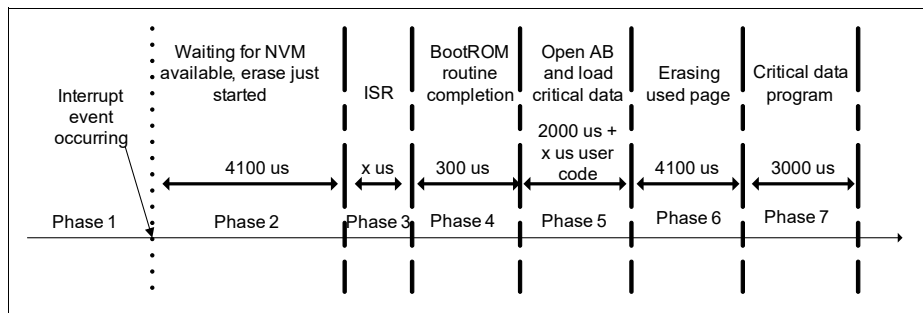 Waiting for NVM
available, erase just
started
Interrupt
event
occurring
ISR
BootROM
routine
completion
Open AB
and load
critical data
Erasing
used page
Critical data
program
4100 us
x us
300 us
2000 us +
x us user
code
4100 us
3000 us
Phase 1
Phase 2
Phase 3
Phase 4
Phase 5
Phase 6
Phase 7